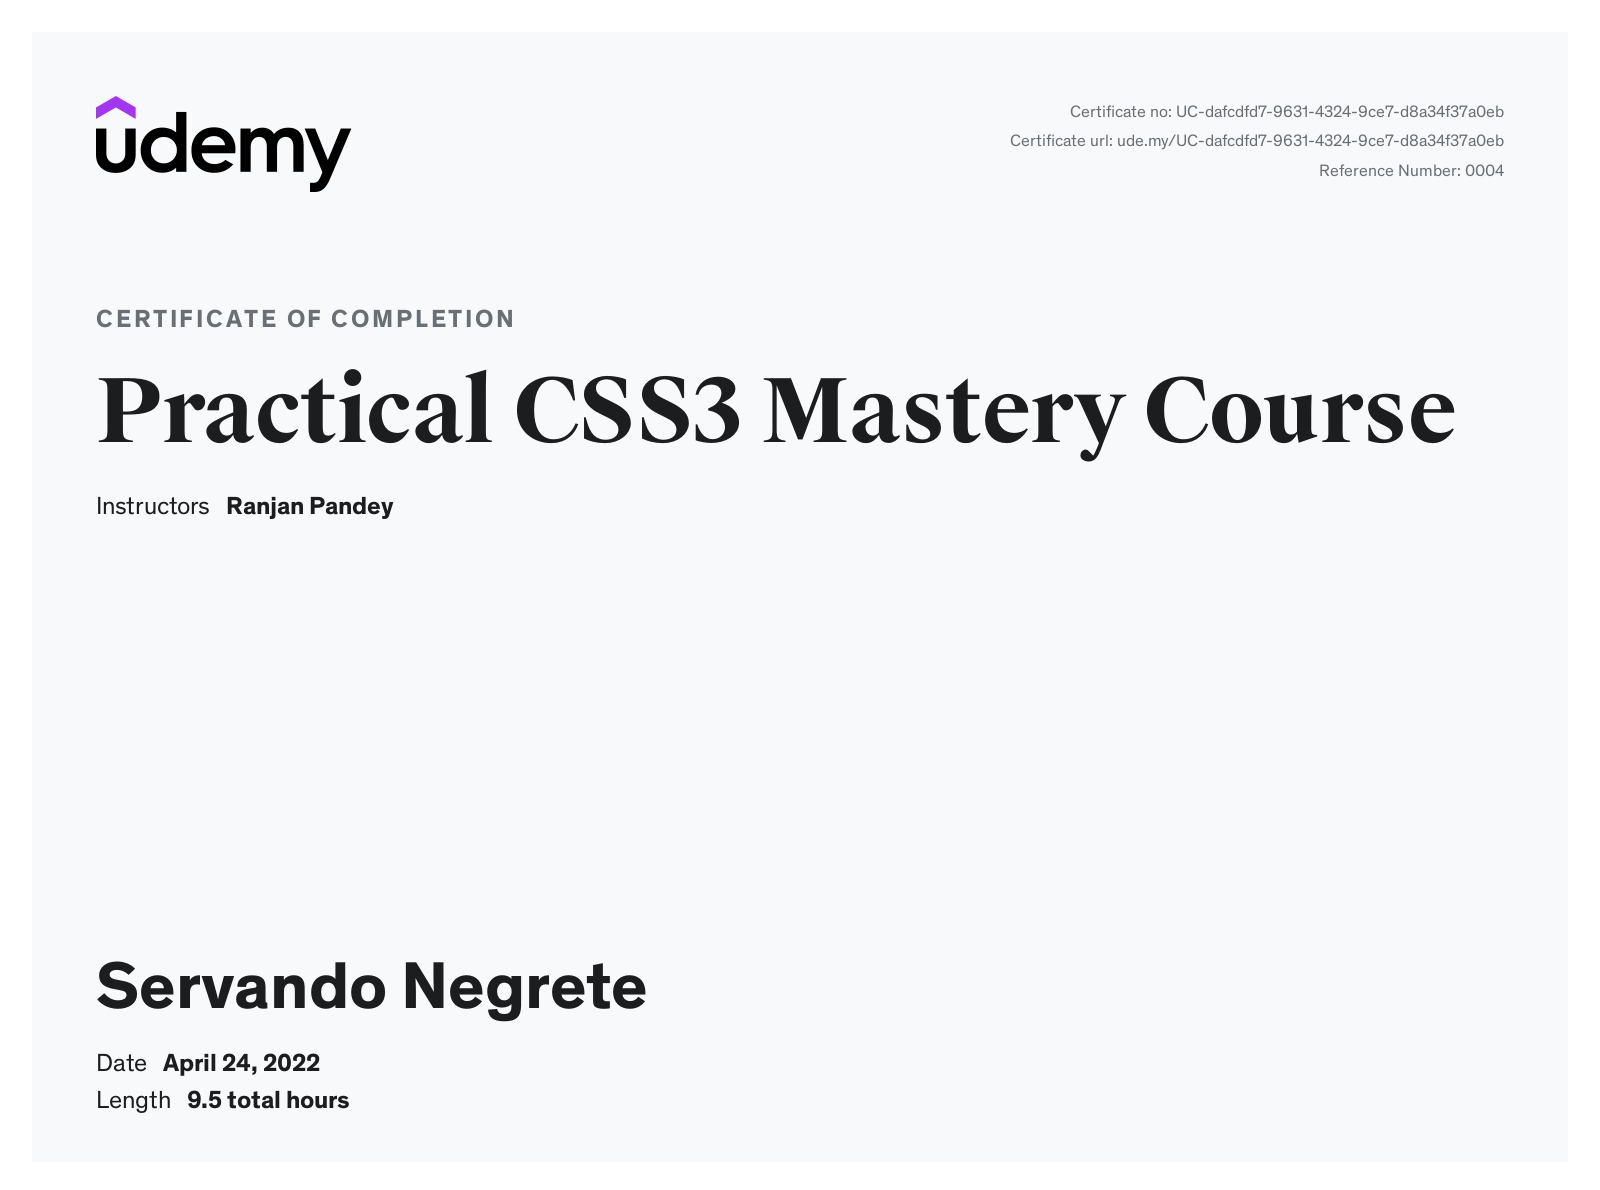 udemy
Certificate no: UC-dafcdfd7-9631-4324-9ce7-d8a34f37a0eb
Certificate url: ude.my/UC-dafcdfd7-9631-4324-9ce7-d8a34f37a0eb
Reference Number: 0004
CERTIFICATE OF COMPLETION
Practical CSS3 Mastery Course
Instructors Ranjan Pandey
Servando Negrete
Date April 24, 2022
Length 9.5 total hours